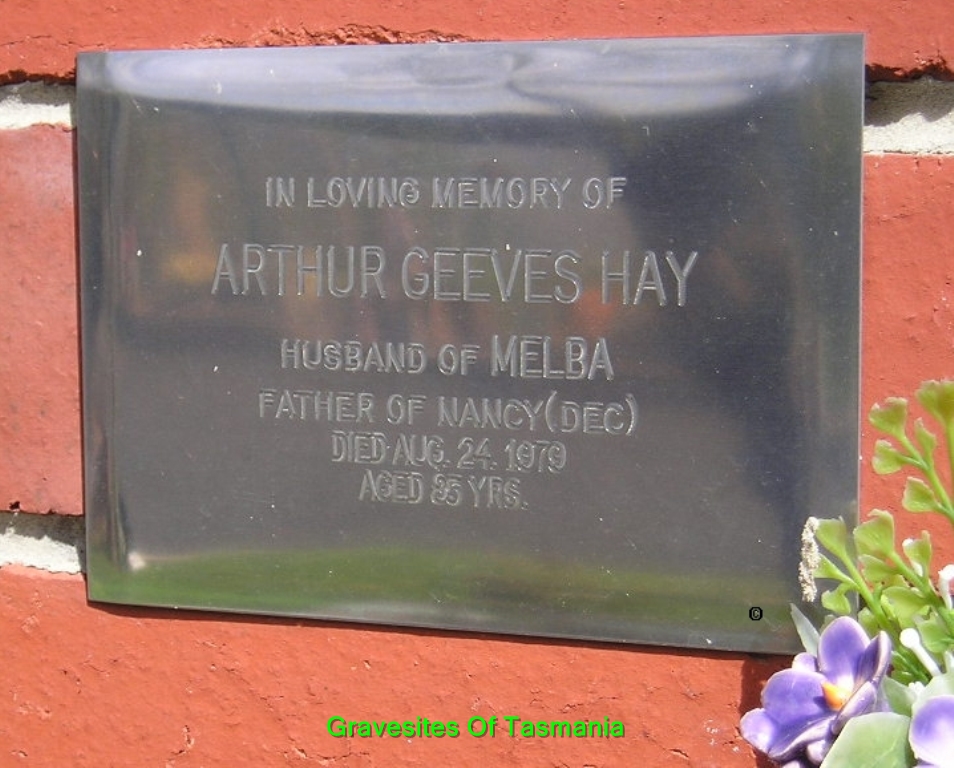 IN LOVING MEMORY OF
ARTHUR GEEVES HAY
HUSBAND OF MELBA
FATHER OF NANCY (DEC)
DIED AUG. 24. 1979
AGED 85 YRS.
©
Gravesites Of Tasmania